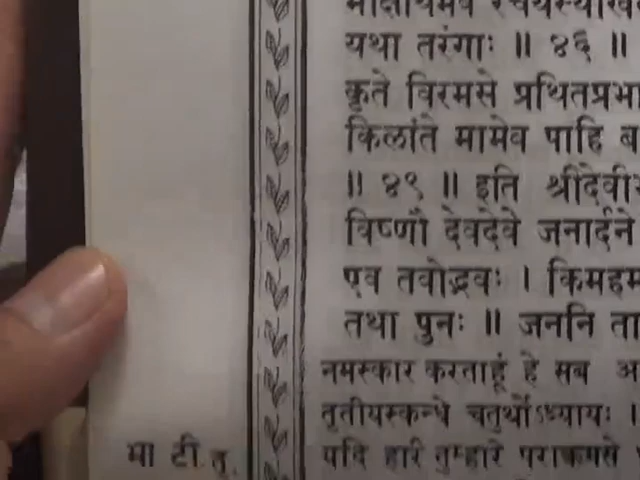 यथा तरंगाः ॥ ४६ ॥
कृते विरमसे प्रथितप्रभा
किलांते मामेव पाहि ब
॥ ४९ ॥ इति श्रीदेवी
विष्णौ देवदेवे जनार्दने
एव तवोद्भवः । किमहम
तथा पुनः ॥ जननि ता
नमस्कार करताहूं हे सब अ
तृतीयस्कन्धे चतुर्थोऽध्यायः ।
यदि हरि तुम्हारे पराक्रमसे
भा टी. तृ.